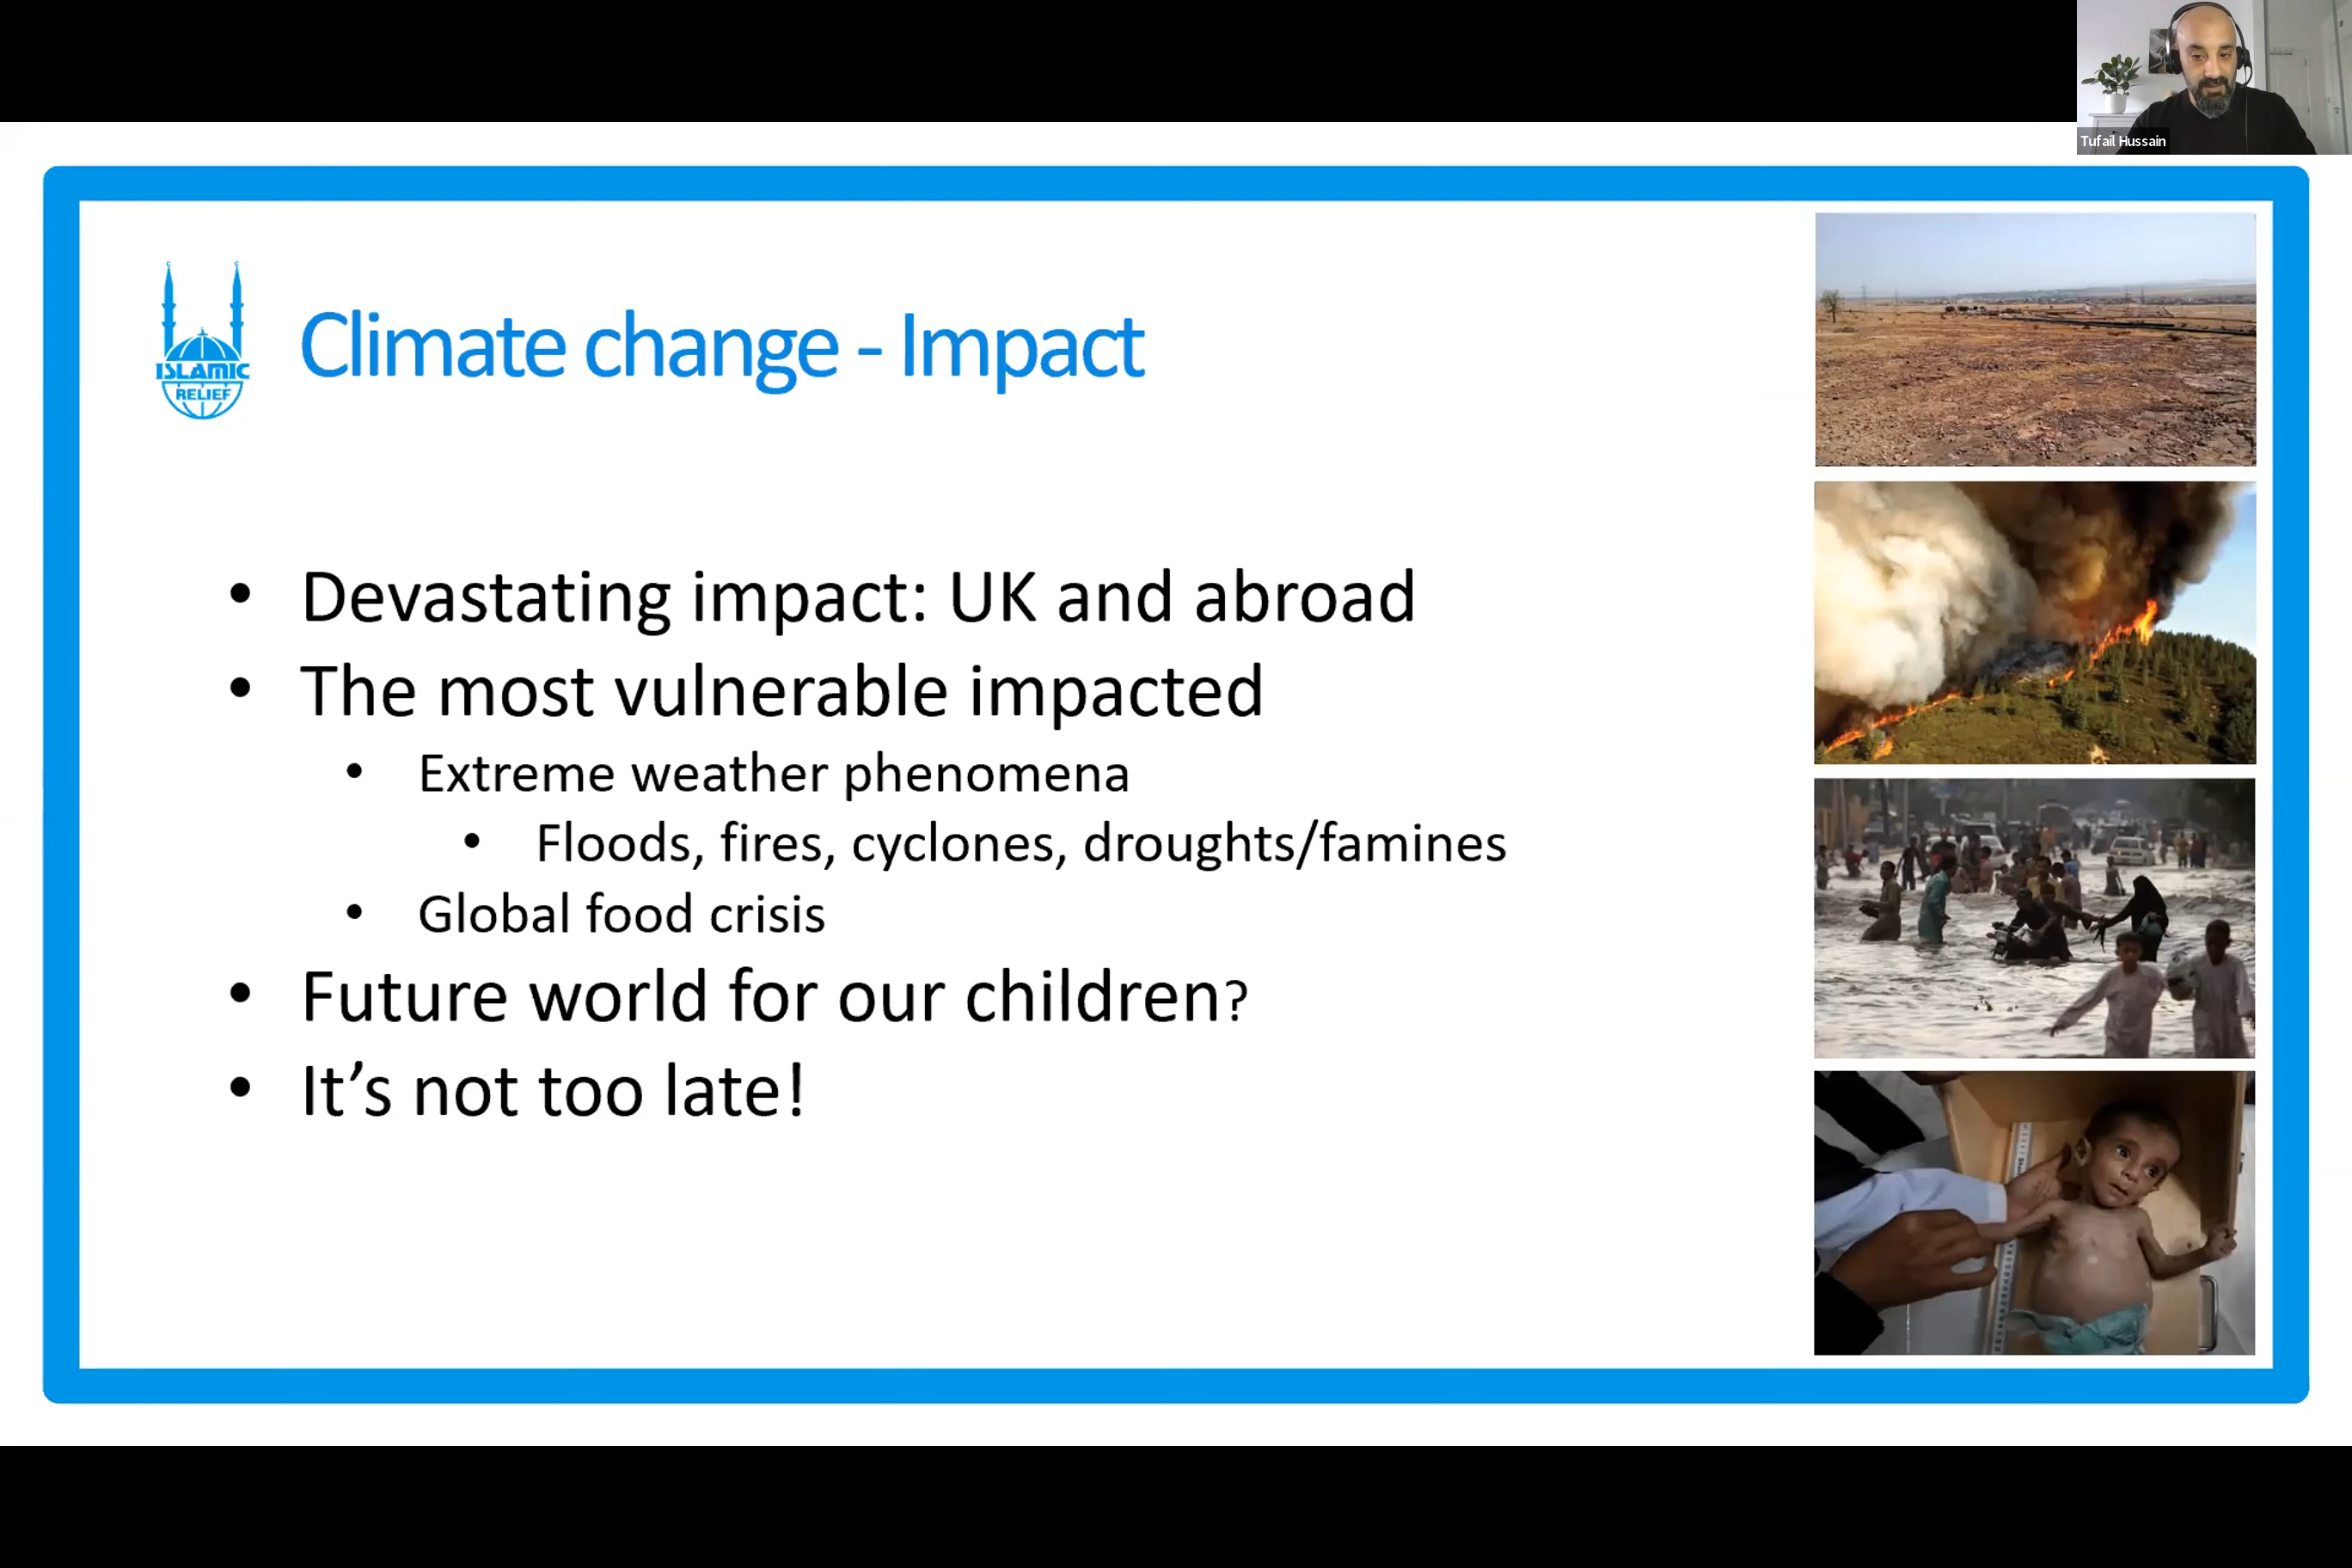 Tufail Hussain
ISLAMIC
RELIEF
Climate change - Impact
• Devastating impact: UK and abroad
• The most vulnerable impacted
• Extreme weather phenomena
• Floods, fires, cyclones, droughts/famines
• Global food crisis
• Future world for our children?
• It’s not too late!